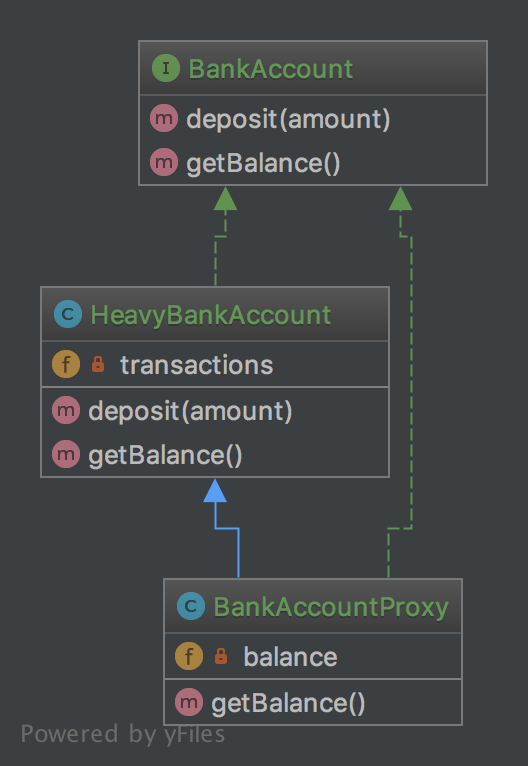 I BankAccount
m deposit(amount)
m getBalance()
C HeavyBankAccount
f transactions
m deposit(amount)
m getBalance()
C BankAccountProxy
f balance
m getBalance()
Powered by yFiles